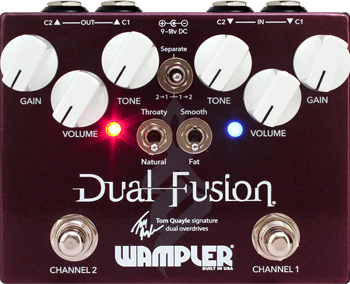 C2▲ OUT ▲C1
9-18v DC
C2▼ IN ▼C1
Separate
2→1 → 1→2
GAIN
VOLUME
TONE
TONE
VOLUME
GAIN
Throaty
Smooth
Natural
Fat
Dual Fusion
Tom Quayle signature
dual overdrives
WAMPLER
BUILT IN USA
CHANNEL 2
CHANNEL 1